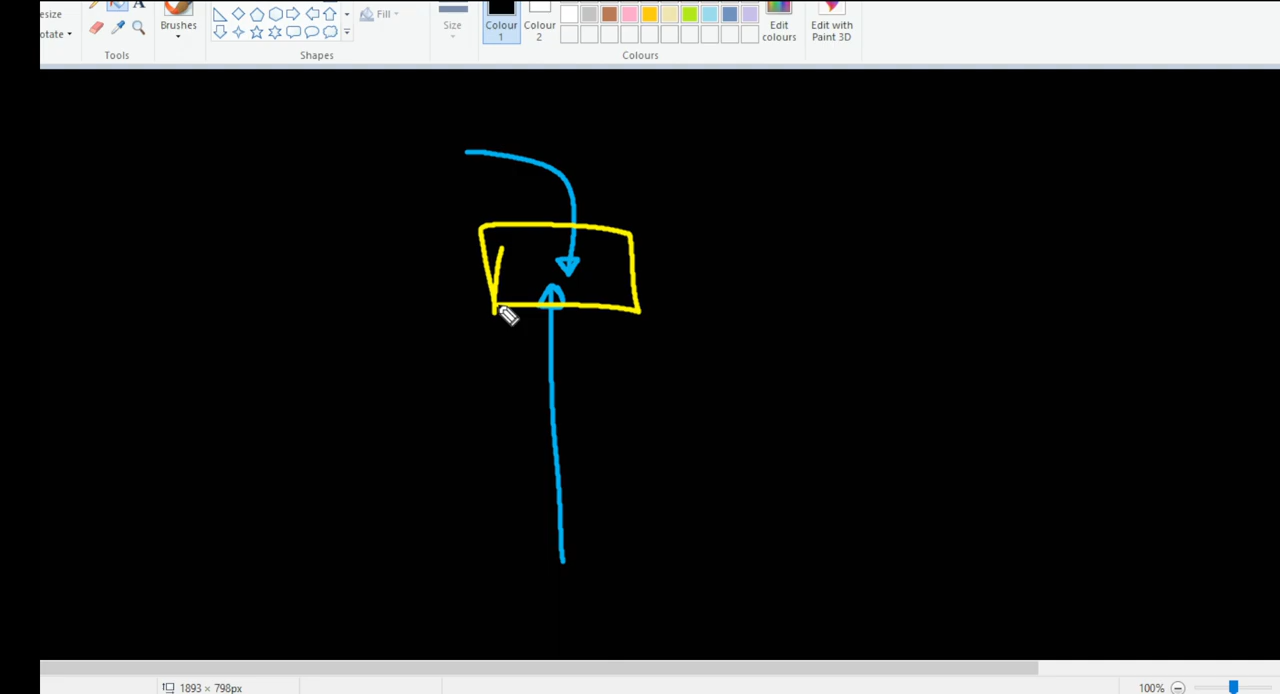 esize
otate
A
Brushes
Fill
Size
Colour
1
Colour
2
Edit
colours
Edit with
Paint 3D
Tools
Shapes
Colours
1893 × 798px
100%